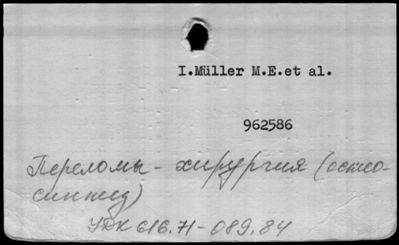 I.Müller M.E.et al.
962586
Переломы - хирургия (остео-
синтез)
УДК 616.71-089.84